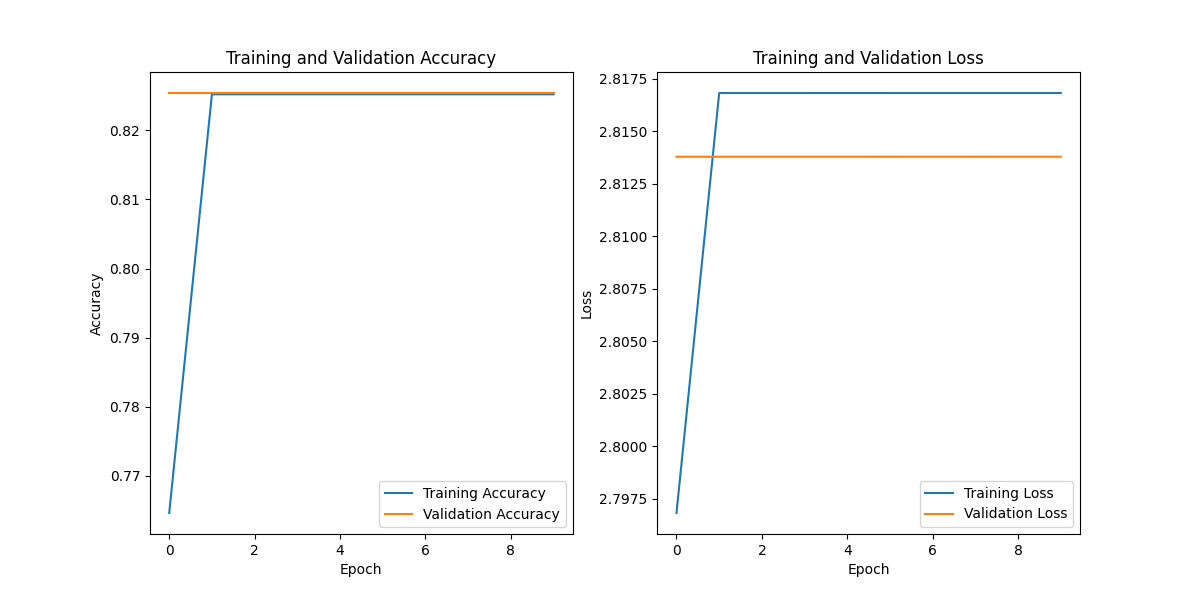 Training and Validation Accuracy
0.82
0.81
0.80
0.79
0.78
0.77
Accuracy
0
2
4
6
8
Epoch
Training Accuracy
Validation Accuracy
Training and Validation Loss
2.8175
2.8150
2.8125
2.8100
2.8075
2.8050
2.8025
2.8000
2.7975
Loss
0
2
4
6
8
Epoch
Training Loss
Validation Loss